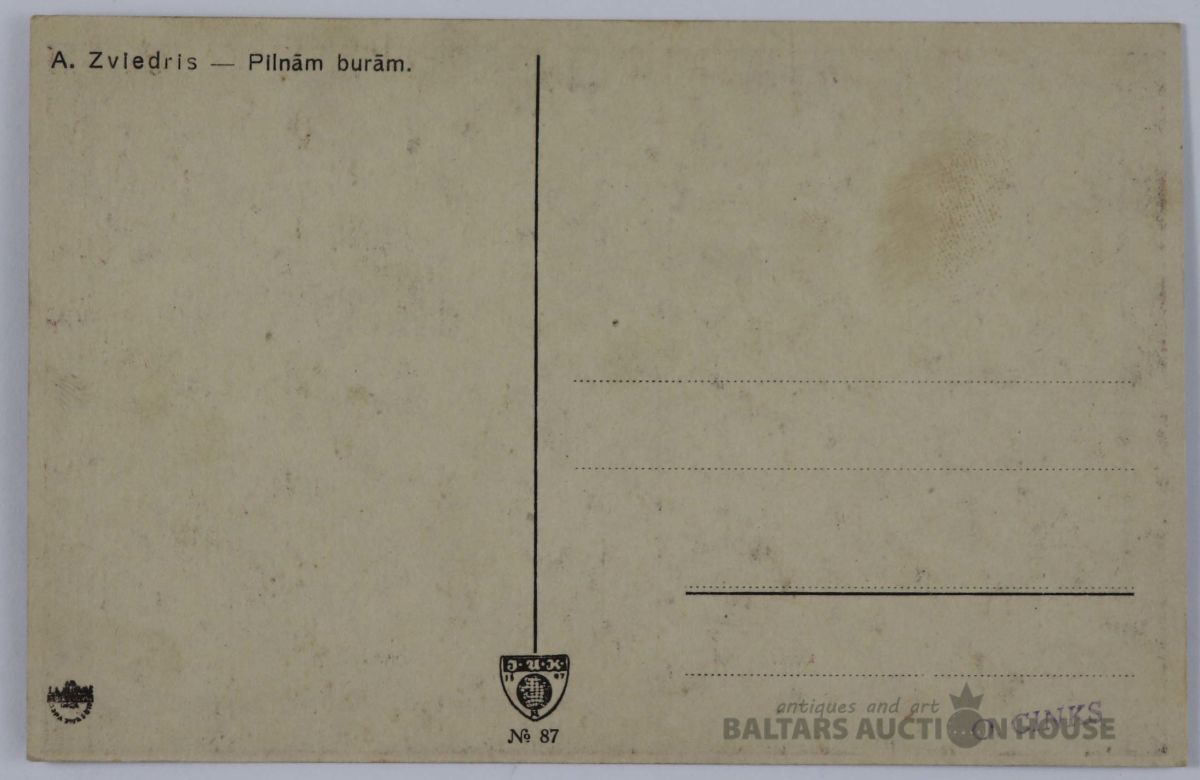 A. Zviedris — Pilnām burām.
J·U·K·
№ 87
antiques and art
BALTARS AUCTION HOUSE